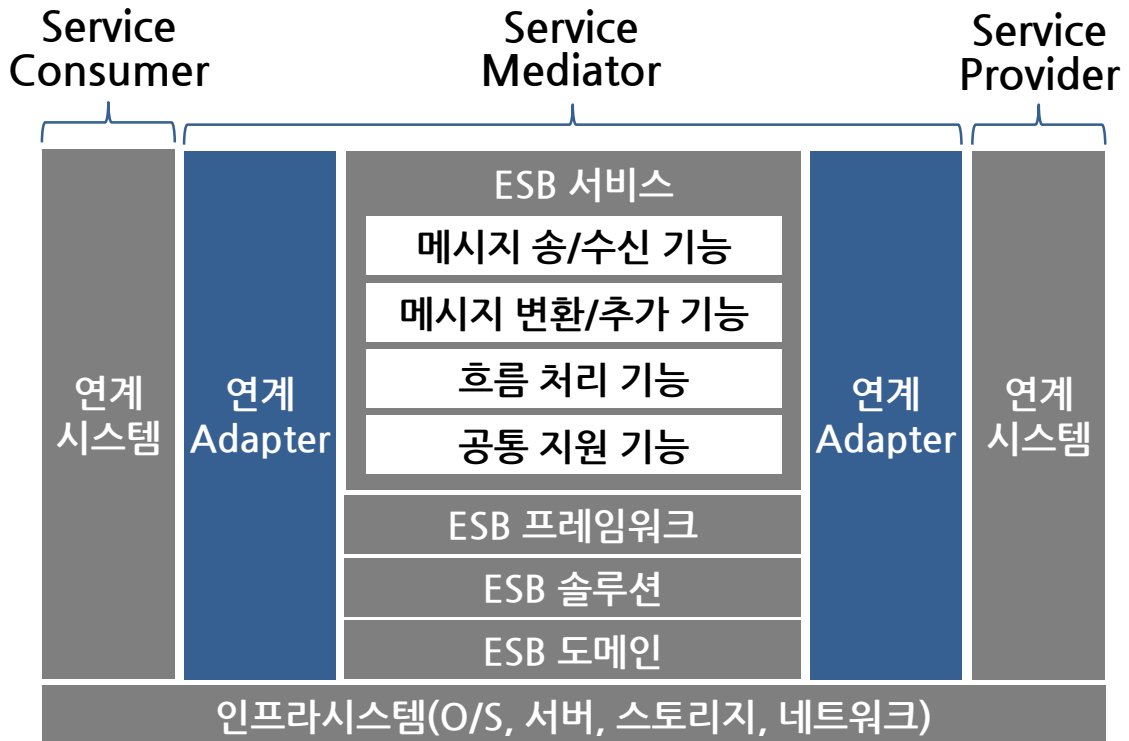 Service
Consumer
Service
Mediator
Service
Provider
연계
시스템
연계
Adapter
ESB 서비스
메시지 송/수신 기능
메시지 변환/추가 기능
흐름 처리 기능
공통 지원 기능
ESB 프레임워크
ESB 솔루션
ESB 도메인
연계
Adapter
연계
시스템
인프라시스템(O/S, 서버, 스토리지, 네트워크)